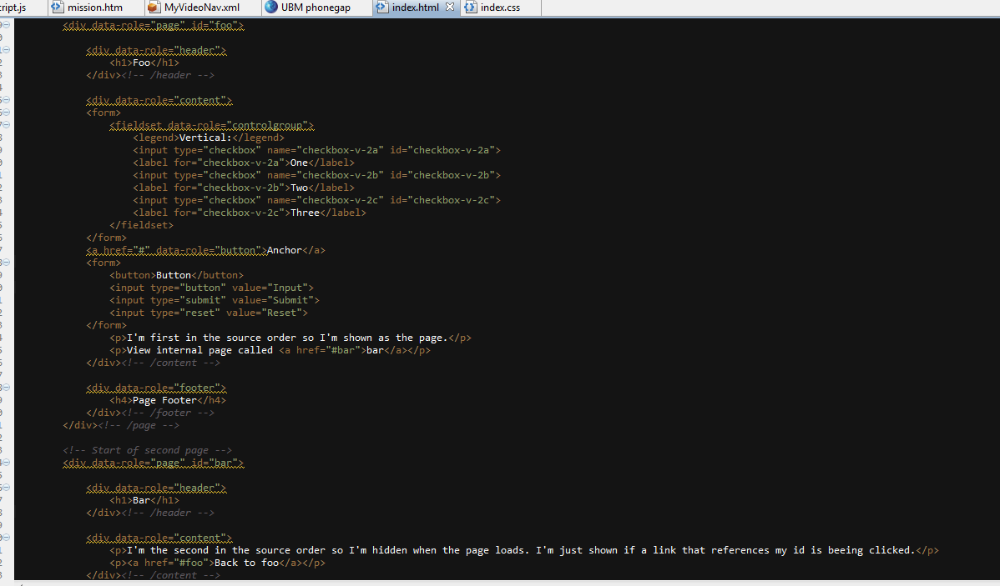 ript.js mission.htm MyVideoNav.xml UBM phonegap index.html index.css
<div data-role="page" id="foo">
<div data-role="header">
<h1>Foo</h1>
</div><!-- /header -->
<div data-role="content">
<form>
<fieldset data-role="controlgroup">
<legend>Vertical:</legend>
<input type="checkbox" name="checkbox-v-2a" id="checkbox-v-2a">
<label for="checkbox-v-2a">One</label>
<input type="checkbox" name="checkbox-v-2b" id="checkbox-v-2b">
<label for="checkbox-v-2b">Two</label>
<input type="checkbox" name="checkbox-v-2c" id="checkbox-v-2c">
<label for="checkbox-v-2c">Three</label>
</fieldset>
</form>
<a href="#" data-role="button">Anchor</a>
<form>
<button>Button</button>
<input type="button" value="Input">
<input type="submit" value="Submit">
<input type="reset" value="Reset">
</form>
<p>I'm first in the source order so I'm shown as the page.</p>
<p>View internal page called <a href="#bar">bar</a></p>
</div><!-- /content -->
<div data-role="footer">
<h4>Page Footer</h4>
</div><!-- /footer -->
</div><!-- /page -->
<!-- Start of second page -->
<div data-role="page" id="bar">
<div data-role="header">
<h1>Bar</h1>
</div><!-- /header -->
<div data-role="content">
<p>I'm the second in the source order so I'm hidden when the page loads. I'm just shown if a link that references my id is beeing clicked.</p>
<p><a href="#foo">Back to foo</a></p>
</div><!-- /content -->